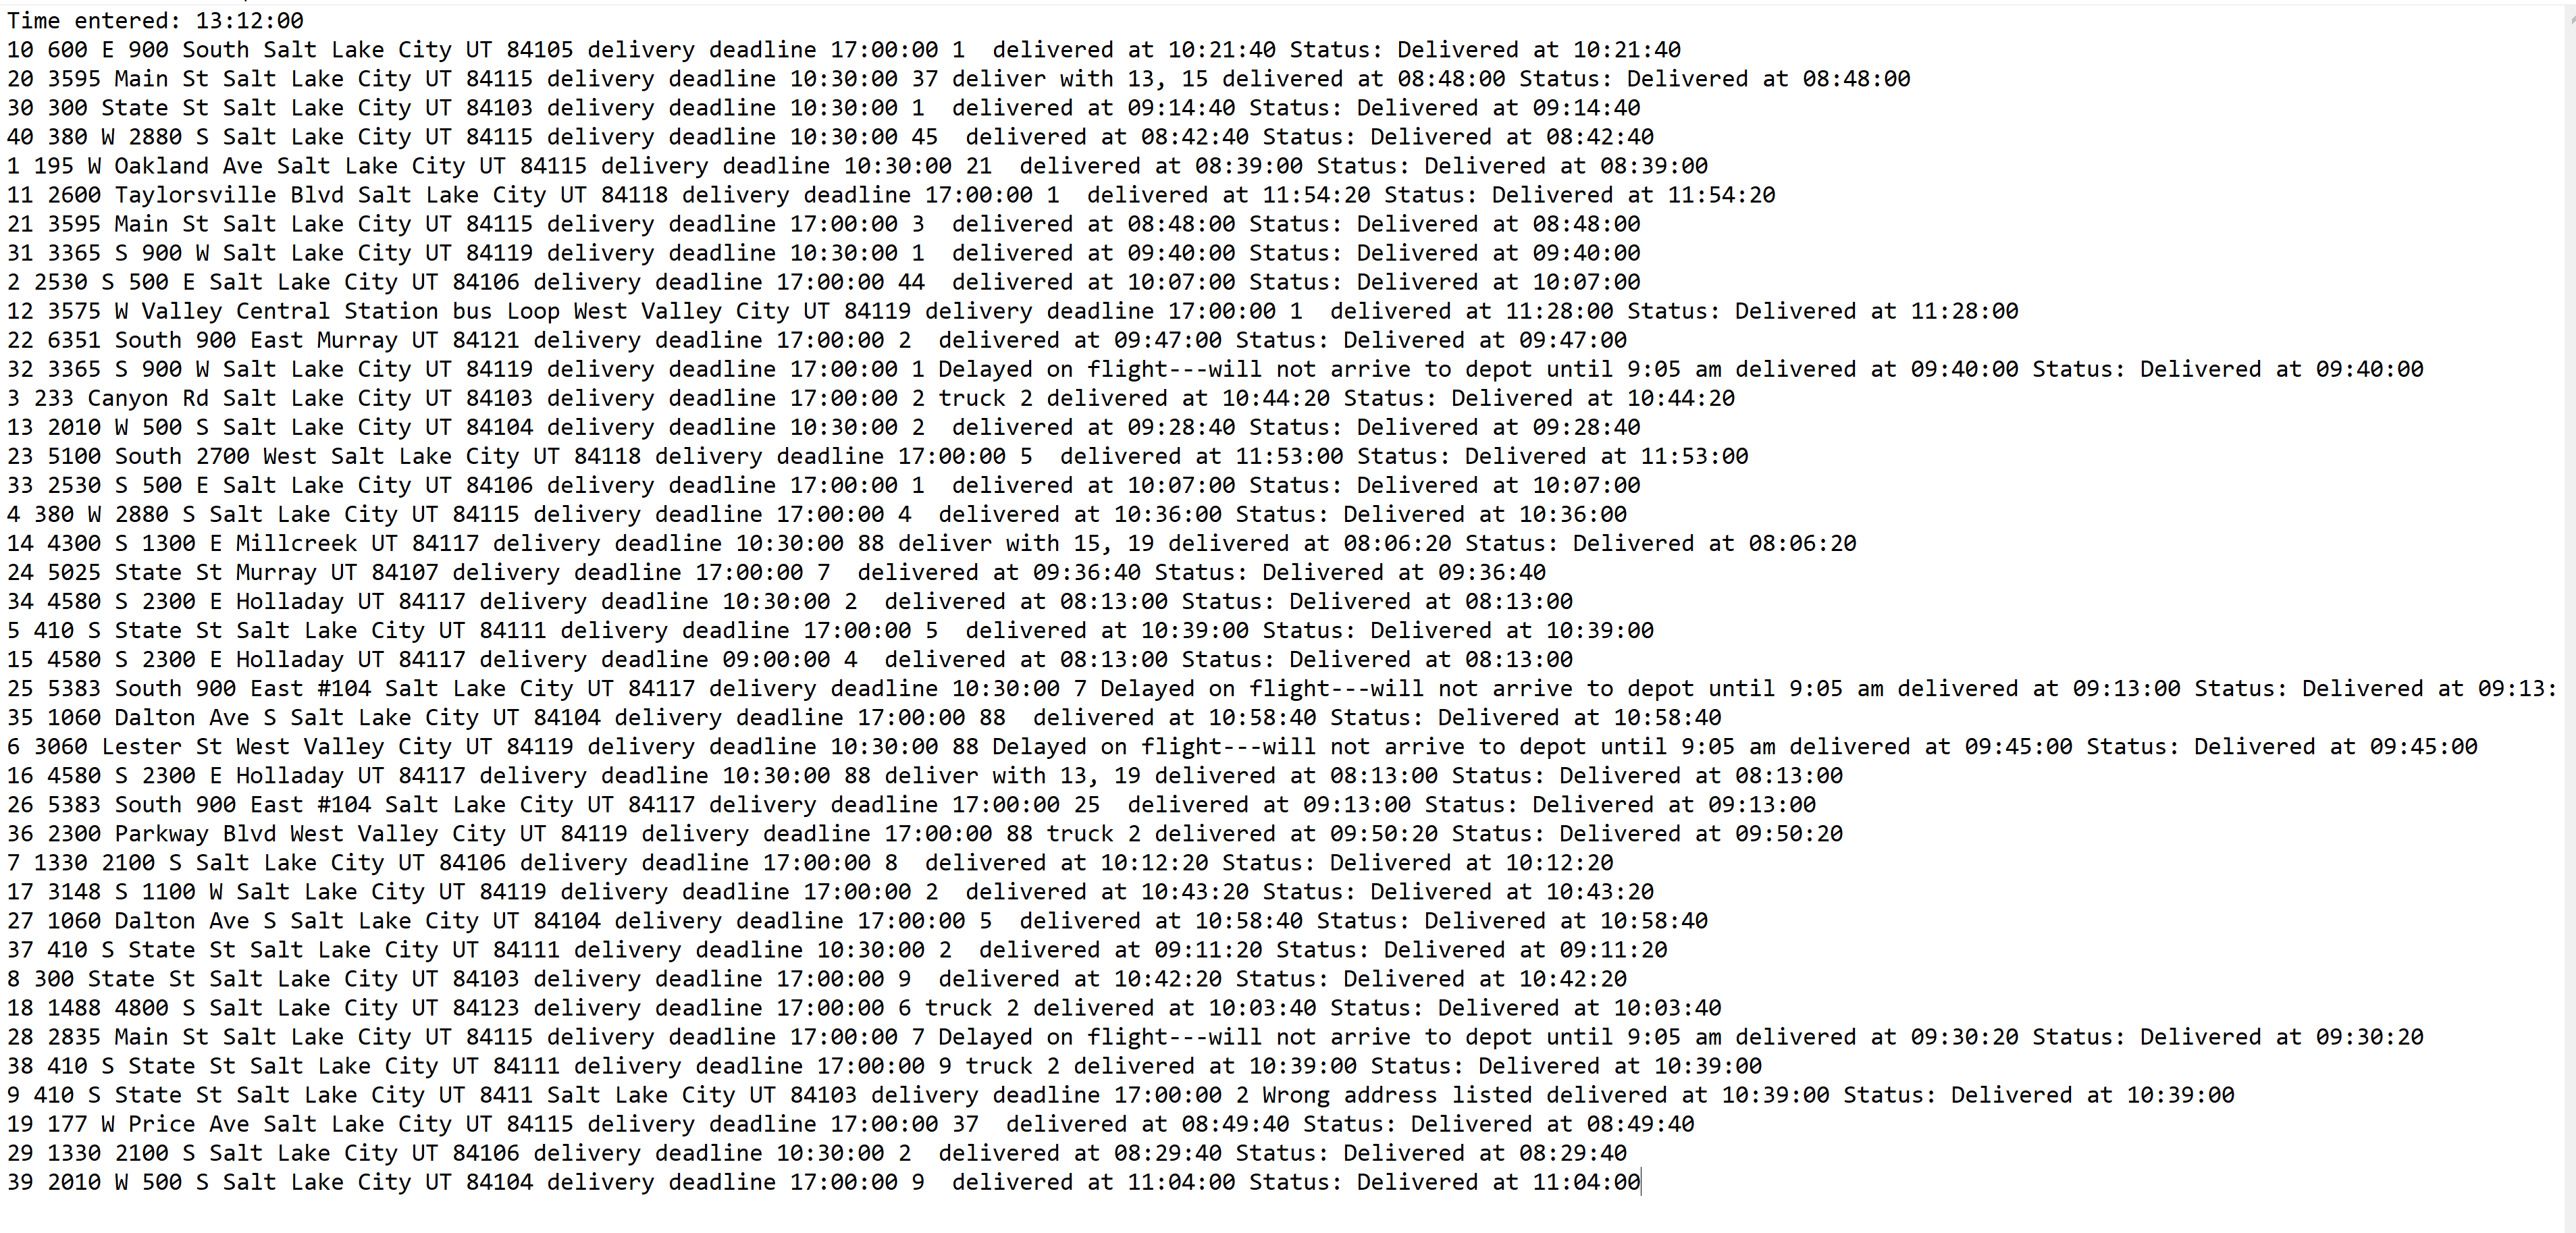 Time entered: 13:12:00
10 600 E 900 South Salt Lake City UT 84105 delivery deadline 17:00:00 1  delivered at 10:21:40 Status: Delivered at 10:21:40
20 3595 Main St Salt Lake City UT 84115 delivery deadline 10:30:00 37 deliver with 13, 15 delivered at 08:48:00 Status: Delivered at 08:48:00
30 300 State St Salt Lake City UT 84103 delivery deadline 10:30:00 1  delivered at 09:14:40 Status: Delivered at 09:14:40
40 380 W 2880 S Salt Lake City UT 84115 delivery deadline 10:30:00 45  delivered at 08:42:40 Status: Delivered at 08:42:40
1 195 W Oakland Ave Salt Lake City UT 84115 delivery deadline 10:30:00 21  delivered at 08:39:00 Status: Delivered at 08:39:00
11 2600 Taylorsville Blvd Salt Lake City UT 84118 delivery deadline 17:00:00 1  delivered at 11:54:20 Status: Delivered at 11:54:20
21 3595 Main St Salt Lake City UT 84115 delivery deadline 17:00:00 3  delivered at 08:48:00 Status: Delivered at 08:48:00
31 3365 S 900 W Salt Lake City UT 84119 delivery deadline 10:30:00 1  delivered at 09:40:00 Status: Delivered at 09:40:00
2 2530 S 500 E Salt Lake City UT 84106 delivery deadline 17:00:00 44  delivered at 10:07:00 Status: Delivered at 10:07:00
12 3575 W Valley Central Station bus Loop West Valley City UT 84119 delivery deadline 17:00:00 1  delivered at 11:28:00 Status: Delivered at 11:28:00
22 6351 South 900 East Murray UT 84121 delivery deadline 17:00:00 2  delivered at 09:47:00 Status: Delivered at 09:47:00
32 3365 S 900 W Salt Lake City UT 84119 delivery deadline 17:00:00 1 Delayed on flight---will not arrive to depot until 9:05 am delivered at 09:40:00 Status: Delivered at 09:40:00
3 233 Canyon Rd Salt Lake City UT 84103 delivery deadline 17:00:00 2 truck 2 delivered at 10:44:20 Status: Delivered at 10:44:20
13 2010 W 500 S Salt Lake City UT 84104 delivery deadline 10:30:00 2  delivered at 09:28:40 Status: Delivered at 09:28:40
23 5100 South 2700 West Salt Lake City UT 84118 delivery deadline 17:00:00 5  delivered at 11:53:00 Status: Delivered at 11:53:00
33 2530 S 500 E Salt Lake City UT 84106 delivery deadline 17:00:00 1  delivered at 10:07:00 Status: Delivered at 10:07:00
4 380 W 2880 S Salt Lake City UT 84115 delivery deadline 17:00:00 4  delivered at 10:36:00 Status: Delivered at 10:36:00
14 4300 S 1300 E Millcreek UT 84117 delivery deadline 10:30:00 88 deliver with 15, 19 delivered at 08:06:20 Status: Delivered at 08:06:20
24 5025 State St Murray UT 84107 delivery deadline 17:00:00 7  delivered at 09:36:40 Status: Delivered at 09:36:40
34 4580 S 2300 E Holladay UT 84117 delivery deadline 10:30:00 2  delivered at 08:13:00 Status: Delivered at 08:13:00
5 410 S State St Salt Lake City UT 84111 delivery deadline 17:00:00 5  delivered at 10:39:00 Status: Delivered at 10:39:00
15 4580 S 2300 E Holladay UT 84117 delivery deadline 09:00:00 4  delivered at 08:13:00 Status: Delivered at 08:13:00
25 5383 South 900 East #104 Salt Lake City UT 84117 delivery deadline 10:30:00 7 Delayed on flight---will not arrive to depot until 9:05 am delivered at 09:13:00 Status: Delivered at 09:13:
35 1060 Dalton Ave S Salt Lake City UT 84104 delivery deadline 17:00:00 88  delivered at 10:58:40 Status: Delivered at 10:58:40
6 3060 Lester St West Valley City UT 84119 delivery deadline 10:30:00 88 Delayed on flight---will not arrive to depot until 9:05 am delivered at 09:45:00 Status: Delivered at 09:45:00
16 4580 S 2300 E Holladay UT 84117 delivery deadline 10:30:00 88 deliver with 13, 19 delivered at 08:13:00 Status: Delivered at 08:13:00
26 5383 South 900 East #104 Salt Lake City UT 84117 delivery deadline 17:00:00 25  delivered at 09:13:00 Status: Delivered at 09:13:00
36 2300 Parkway Blvd West Valley City UT 84119 delivery deadline 17:00:00 88 truck 2 delivered at 09:50:20 Status: Delivered at 09:50:20
7 1330 2100 S Salt Lake City UT 84106 delivery deadline 17:00:00 8  delivered at 10:12:20 Status: Delivered at 10:12:20
17 3148 S 1100 W Salt Lake City UT 84119 delivery deadline 17:00:00 2  delivered at 10:43:20 Status: Delivered at 10:43:20
27 1060 Dalton Ave S Salt Lake City UT 84104 delivery deadline 17:00:00 5  delivered at 10:58:40 Status: Delivered at 10:58:40
37 410 S State St Salt Lake City UT 84111 delivery deadline 10:30:00 2  delivered at 09:11:20 Status: Delivered at 09:11:20
8 300 State St Salt Lake City UT 84103 delivery deadline 17:00:00 9  delivered at 10:42:20 Status: Delivered at 10:42:20
18 1488 4800 S Salt Lake City UT 84123 delivery deadline 17:00:00 6 truck 2 delivered at 10:03:40 Status: Delivered at 10:03:40
28 2835 Main St Salt Lake City UT 84115 delivery deadline 17:00:00 7 Delayed on flight---will not arrive to depot until 9:05 am delivered at 09:30:20 Status: Delivered at 09:30:20
38 410 S State St Salt Lake City UT 84111 delivery deadline 17:00:00 9 truck 2 delivered at 10:39:00 Status: Delivered at 10:39:00
9 410 S State St Salt Lake City UT 8411 Salt Lake City UT 84103 delivery deadline 17:00:00 2 Wrong address listed delivered at 10:39:00 Status: Delivered at 10:39:00
19 177 W Price Ave Salt Lake City UT 84115 delivery deadline 17:00:00 37  delivered at 08:49:40 Status: Delivered at 08:49:40
29 1330 2100 S Salt Lake City UT 84106 delivery deadline 10:30:00 2  delivered at 08:29:40 Status: Delivered at 08:29:40
39 2010 W 500 S Salt Lake City UT 84104 delivery deadline 17:00:00 9  delivered at 11:04:00 Status: Delivered at 11:04:00